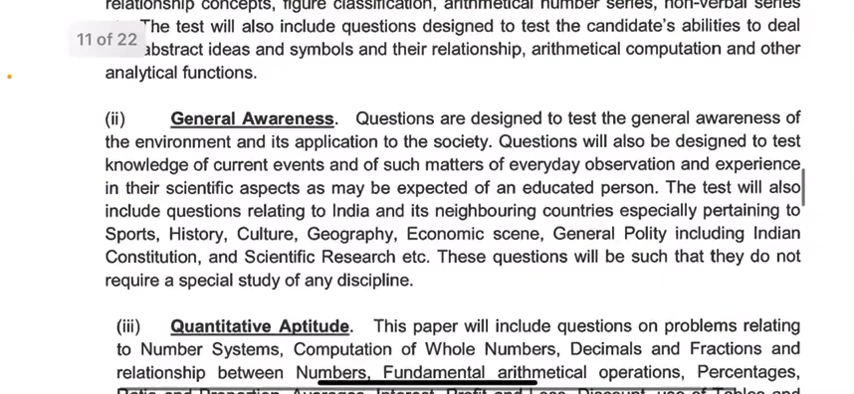 relationship concepts, figure classification, arithmetical number series, non-verbal series
The test will also include questions designed to test the candidate's abilities to deal
11 of 22
abstract ideas and symbols and their relationship, arithmetical computation and other
analytical functions.
(ii) General Awareness. Questions are designed to test the general awareness of
the environment and its application to the society. Questions will also be designed to test
knowledge of current events and of such matters of everyday observation and experience
in their scientific aspects as may be expected of an educated person. The test will also
include questions relating to India and its neighbouring countries especially pertaining to
Sports, History, Culture, Geography, Economic scene, General Polity including Indian
Constitution, and Scientific Research etc. These questions will be such that they do not
require a special study of any discipline.
(iii) Quantitative Aptitude. This paper will include questions on problems relating
to Number Systems, Computation of Whole Numbers, Decimals and Fractions and
relationship between Numbers, Fundamental arithmetical operations, Percentages,
Ratio and Proportion, Averages, Interest, Profit and Loss, Discount, use of Tables and